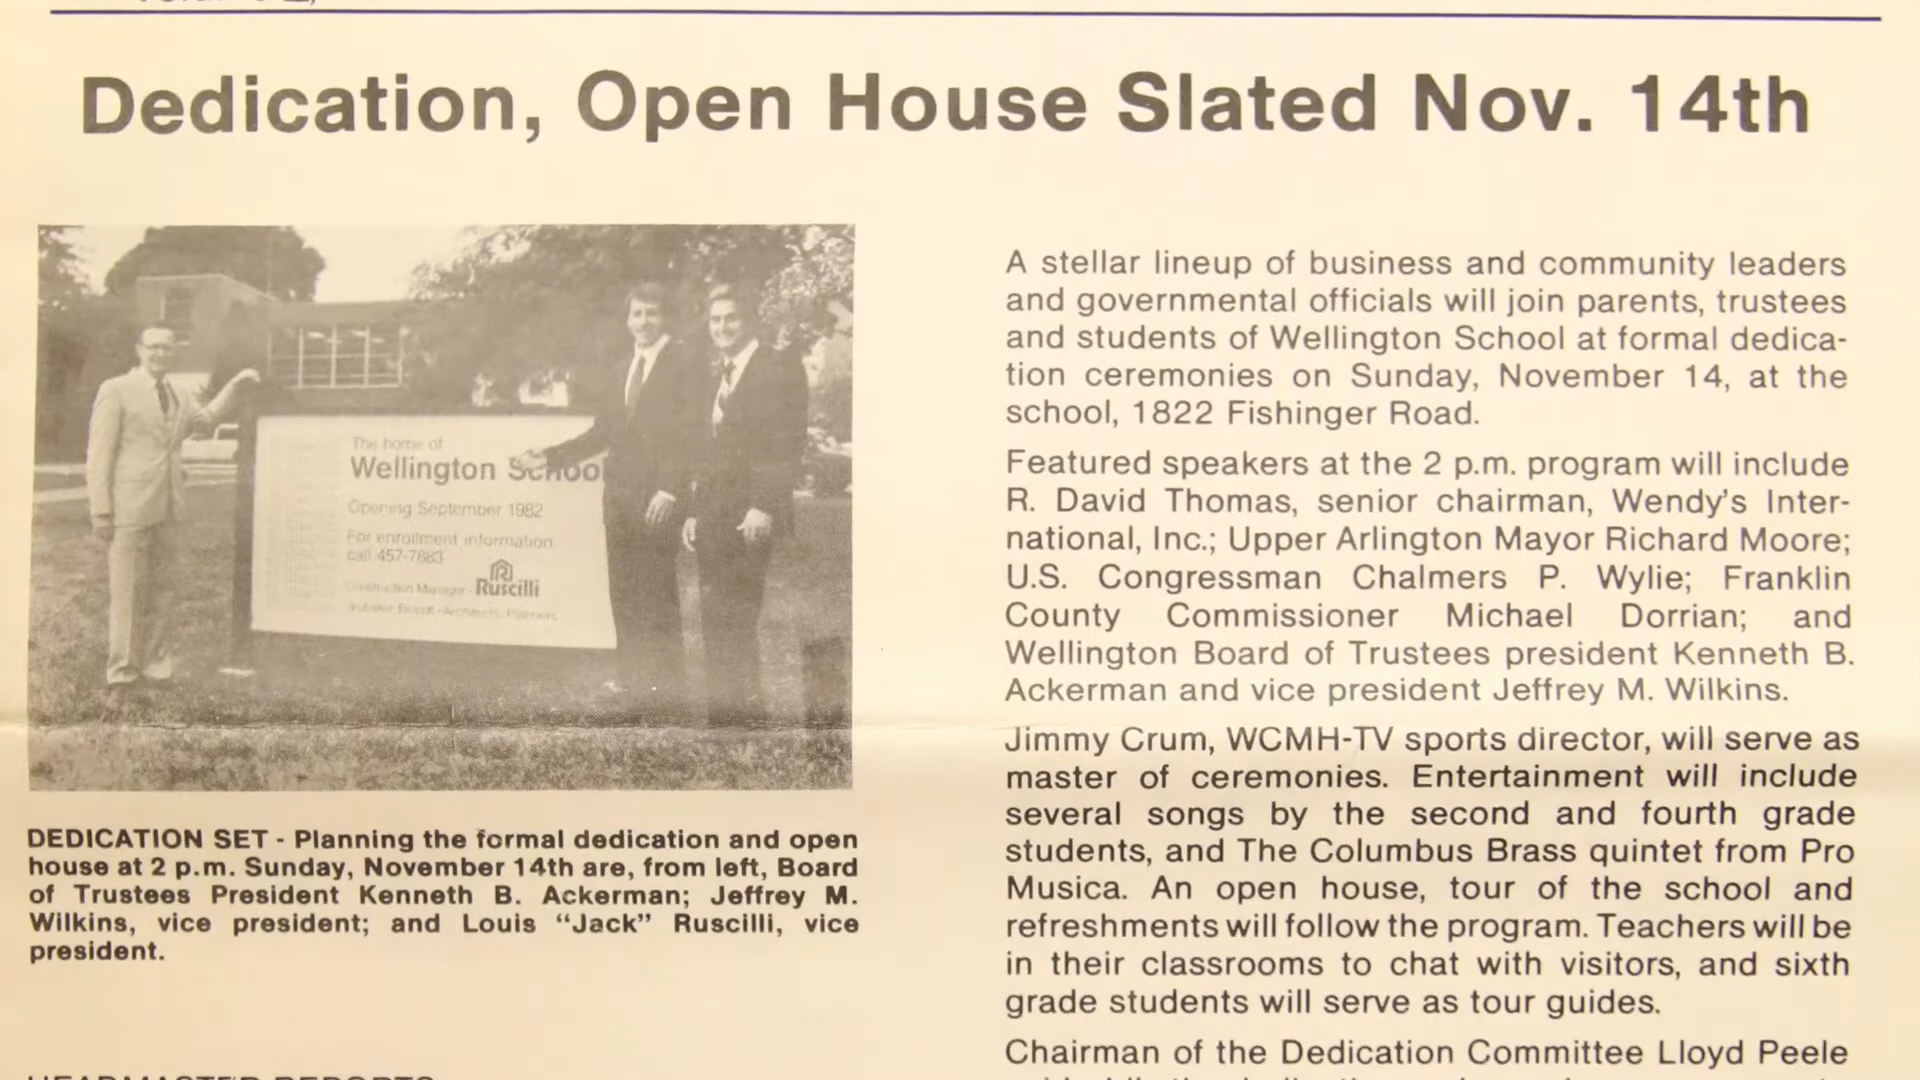 Dedication, Open House Slated Nov. 14th
The home of
Wellington School
Opening September 1982
For enrollment information
call 457-7883
Construction Manager - Ruscilli
Architects, Planners
DEDICATION SET - Planning the formal dedication and open
house at 2 p.m. Sunday, November 14th are, from left, Board
of Trustees President Kenneth B. Ackerman; Jeffrey M.
Wilkins, vice president; and Louis “Jack” Ruscilli, vice
president.
HEADMASTER REPORTS
A stellar lineup of business and community leaders
and governmental officials will join parents, trustees
and students of Wellington School at formal dedica-
tion ceremonies on Sunday, November 14, at the
school, 1822 Fishinger Road.
Featured speakers at the 2 p.m. program will include
R. David Thomas, senior chairman, Wendy's Inter-
national, Inc.; Upper Arlington Mayor Richard Moore;
U.S. Congressman Chalmers P. Wylie; Franklin
County Commissioner Michael Dorrian; and
Wellington Board of Trustees president Kenneth B.
Ackerman and vice president Jeffrey M. Wilkins.
Jimmy Crum, WCMH-TV sports director, will serve as
master of ceremonies. Entertainment will include
several songs by the second and fourth grade
students, and The Columbus Brass quintet from Pro
Musica. An open house, tour of the school and
refreshments will follow the program. Teachers will be
in their classrooms to chat with visitors, and sixth
grade students will serve as tour guides.
Chairman of the Dedication Committee Lloyd Peele